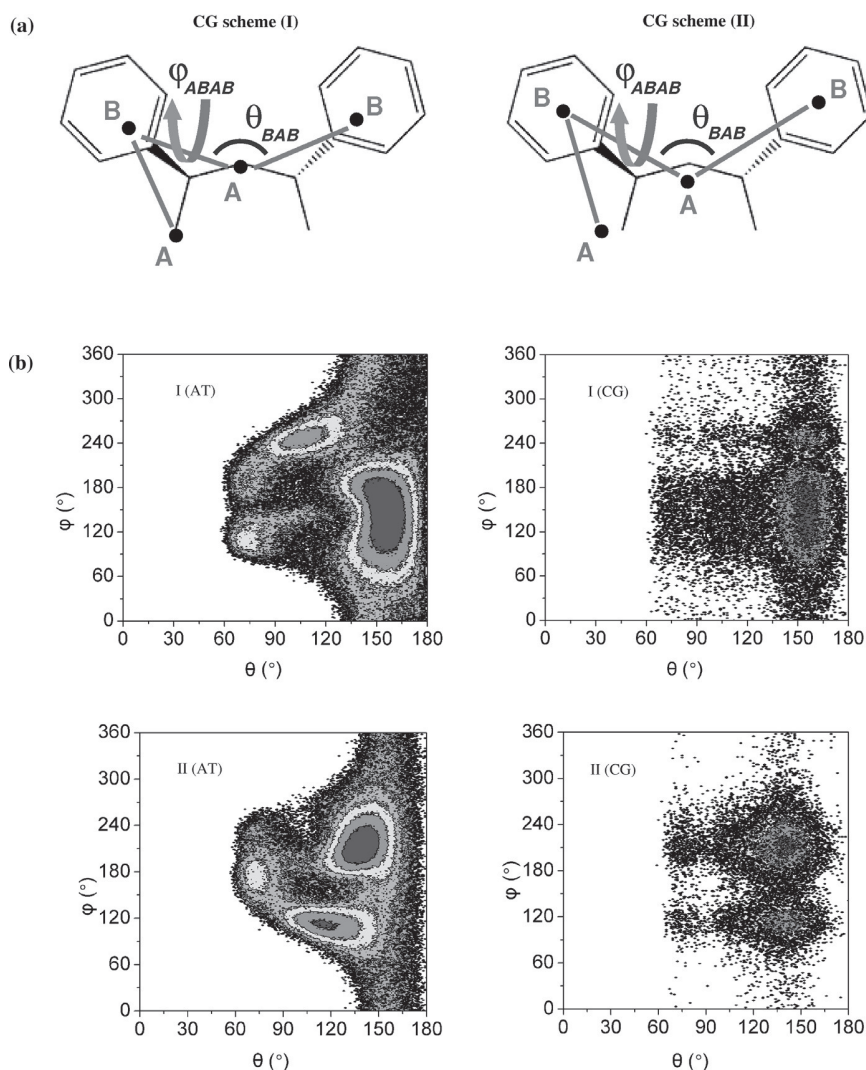 (a)
CG scheme (I)
CG scheme (II)
φABAB
θBAB
B
B
A
A
φABAB
θBAB
B
B
A
A
(b)
I (AT)
φ (°)
360
300
240
180
120
60
0
0 30 60 90 120 150 180
θ (°)
I (CG)
φ (°)
360
300
240
180
120
60
0
0 30 60 90 120 150 180
θ (°)
II (AT)
φ (°)
360
300
240
180
120
60
0
0 30 60 90 120 150 180
θ (°)
II (CG)
φ (°)
360
300
240
180
120
60
0
0 30 60 90 120 150 180
θ (°)